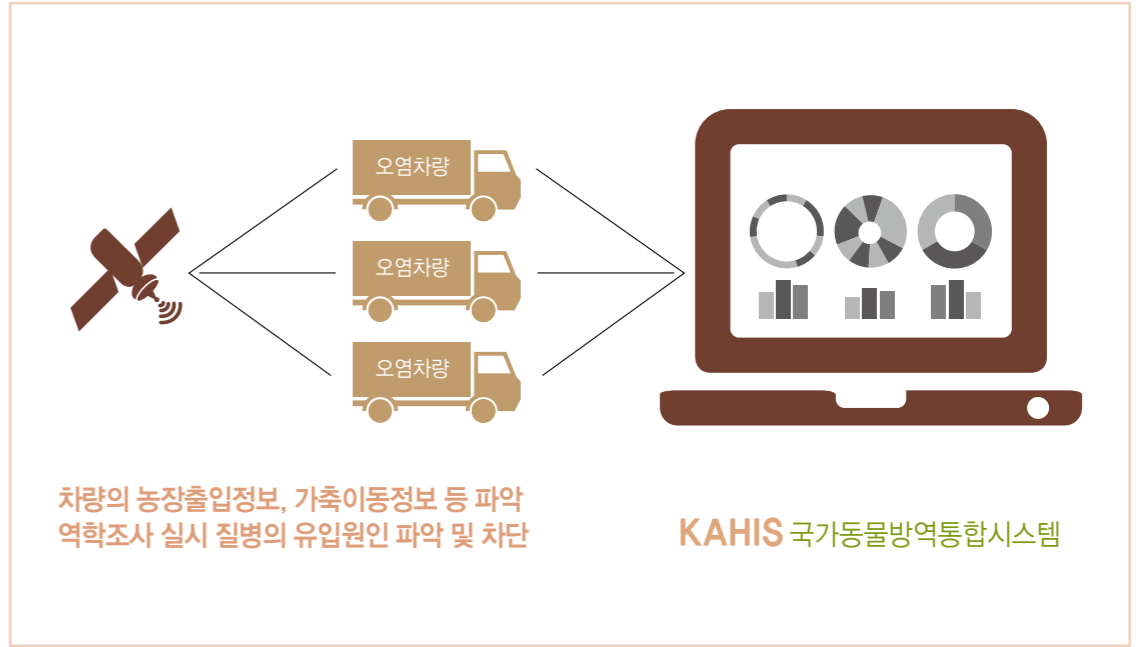 오염차량
오염차량
오염차량
차량의 농장출입정보, 가축이동정보 등 파악
역학조사 실시 질병의 유입원인 파악 및 차단
KAHIS 국가동물방역통합시스템